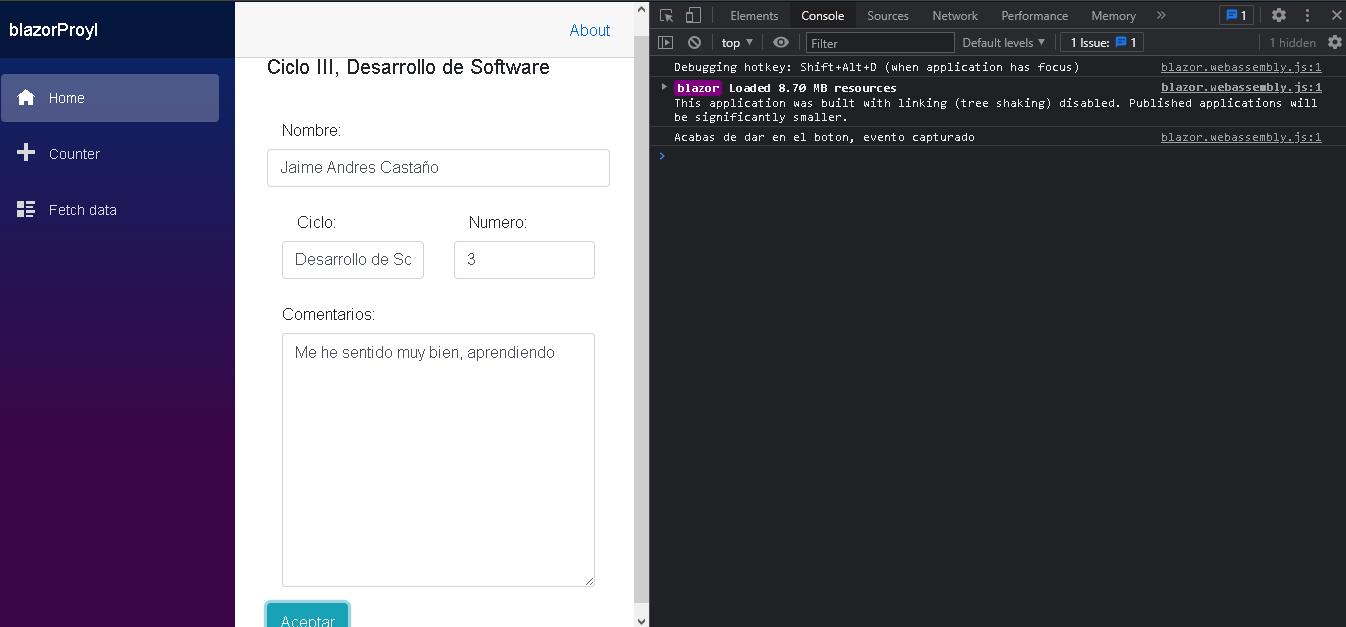 blazorProyI
About
Home
Counter
Fetch data
Ciclo III, Desarrollo de Software
Nombre:
Jaime Andres Castaño
Ciclo:
Numero:
Desarrollo de Sc
3
Comentarios:
Me he sentido muy bien, aprendiendo
Aceptar
Elements Console Sources Network Performance Memory » 1
top Filter Default levels 1 Issue: 1 1 hidden
Debugging hotkey: Shift+Alt+D (when application has focus) blazor.webassembly.js:1
blazor Loaded 8.70 MB resources blazor.webassembly.js:1
This application was built with linking (tree shaking) disabled. Published applications will
be significantly smaller.
Acabas de dar en el boton, evento capturado blazor.webassembly.js:1